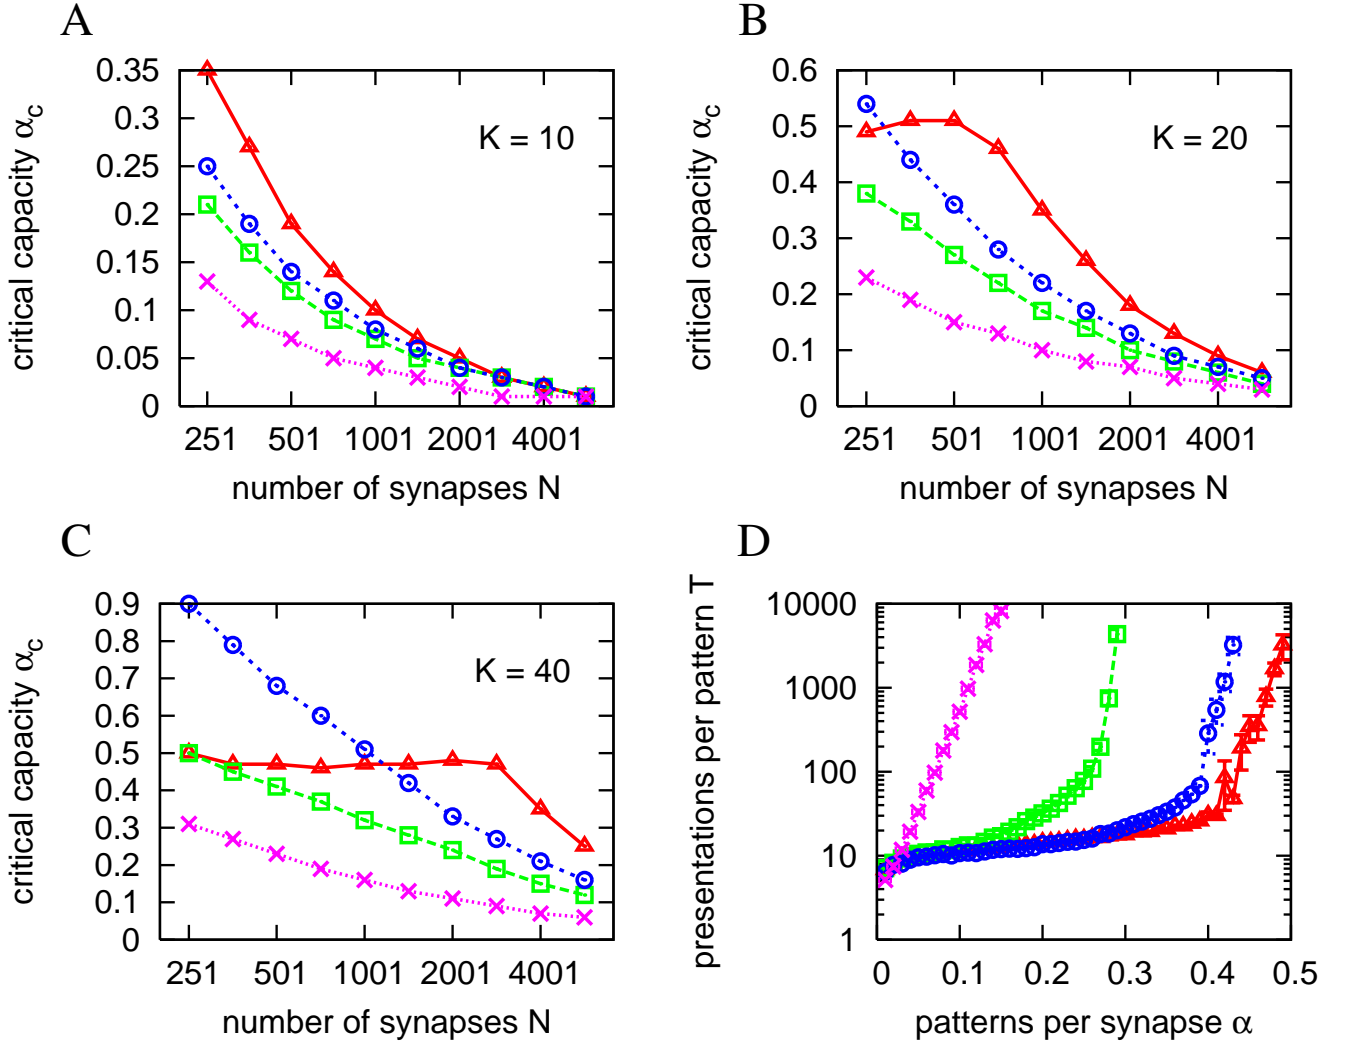 A
critical capacity αc
0.35
0.3
0.25
0.2
0.15
0.1
0.05
0
K = 10
251 501 1001 2001 4001
number of synapses N
B
critical capacity αc
0.6
0.5
0.4
0.3
0.2
0.1
0
K = 20
251 501 1001 2001 4001
number of synapses N
C
critical capacity αc
0.9
0.8
0.7
0.6
0.5
0.4
0.3
0.2
0.1
0
K = 40
251 501 1001 2001 4001
number of synapses N
D
presentations per pattern T
10000
1000
100
10
1
0 0.1 0.2 0.3 0.4 0.5
patterns per synapse α